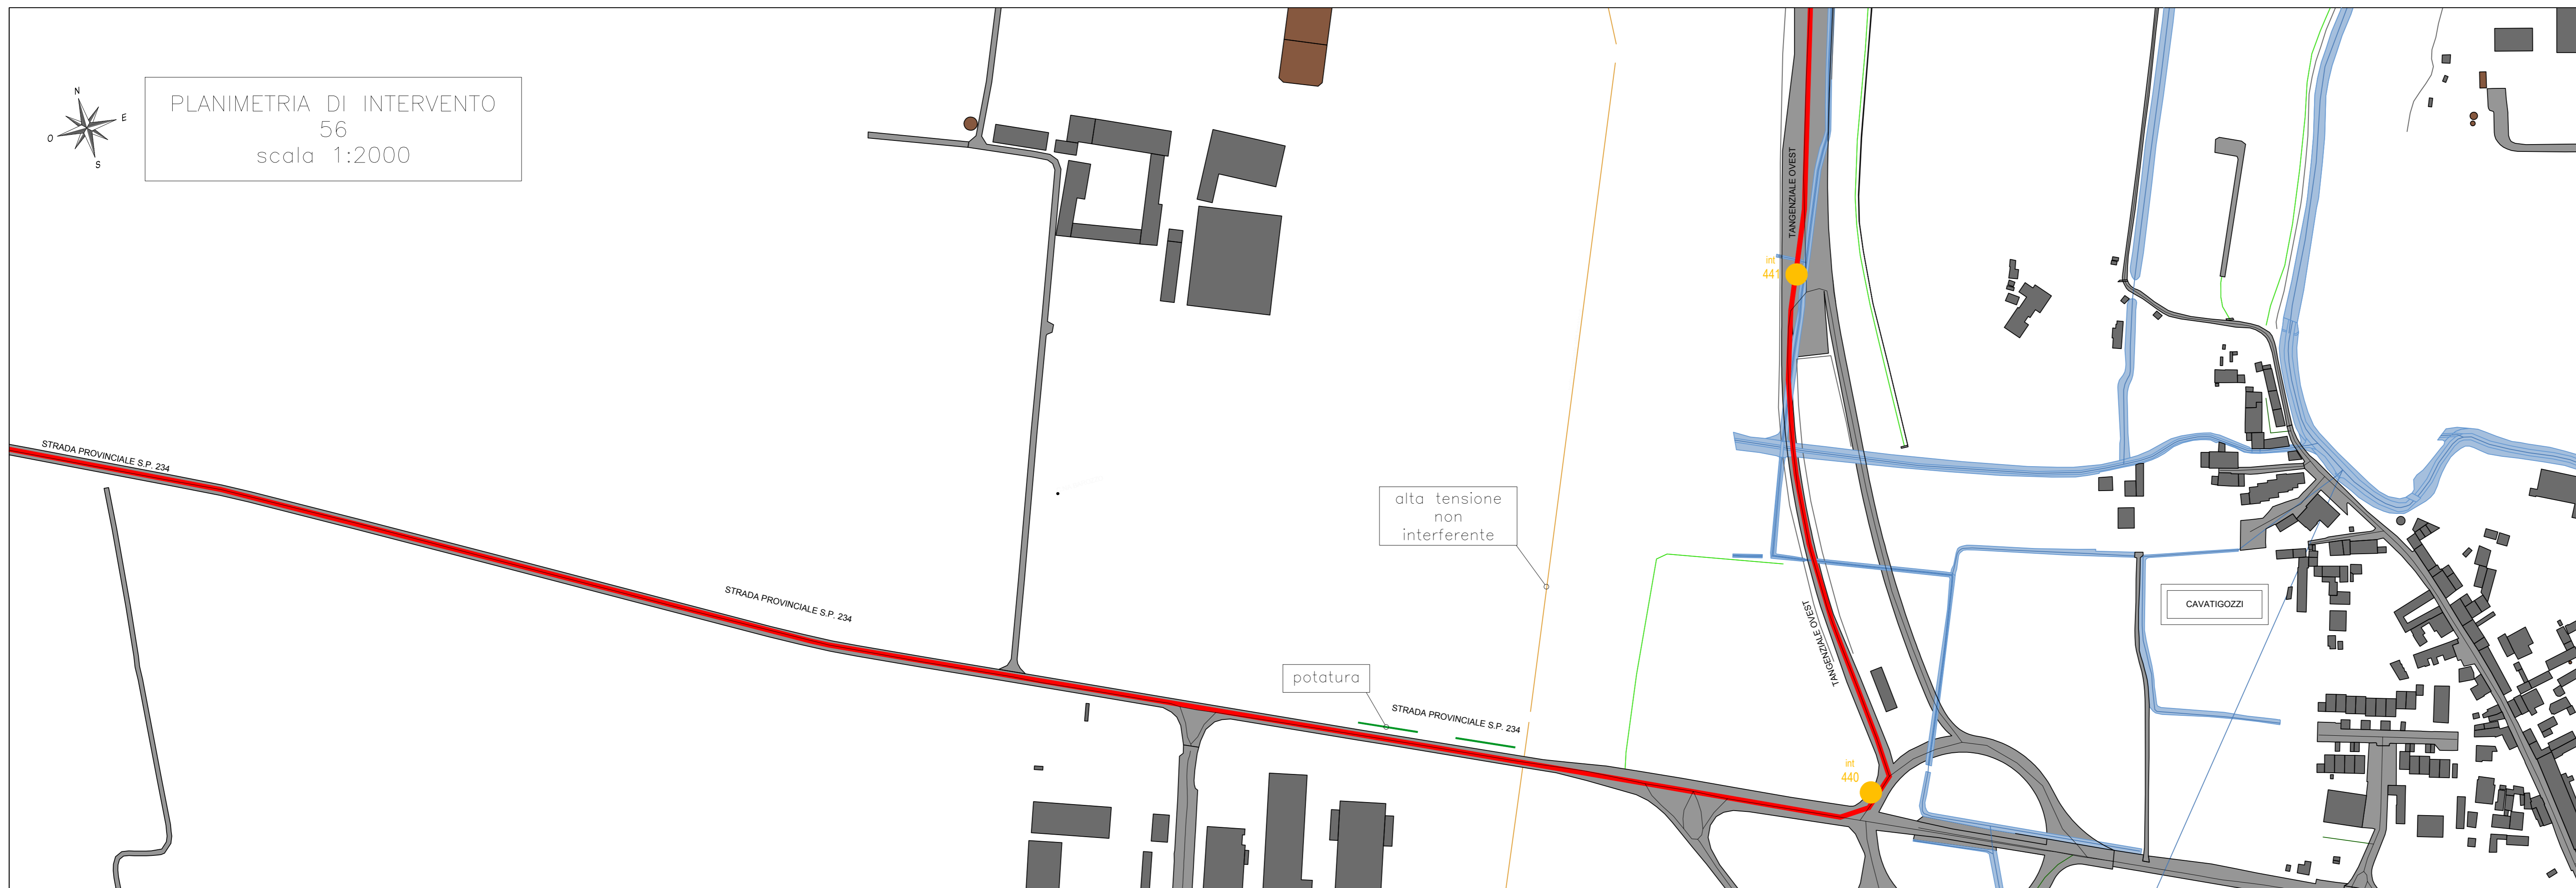 N
E
O
S
PLANIMETRIA DI INTERVENTO
56
scala 1:2000
TANGENZIALE OVEST
int
441
STRADA PROVINCIALE S.P. 234
alta tensione
non
interferente
STRADA PROVINCIALE S.P. 234
CAVATIGOZZI
TANGENZIALE OVEST
potatura
STRADA PROVINCIALE S.P. 234
int
440